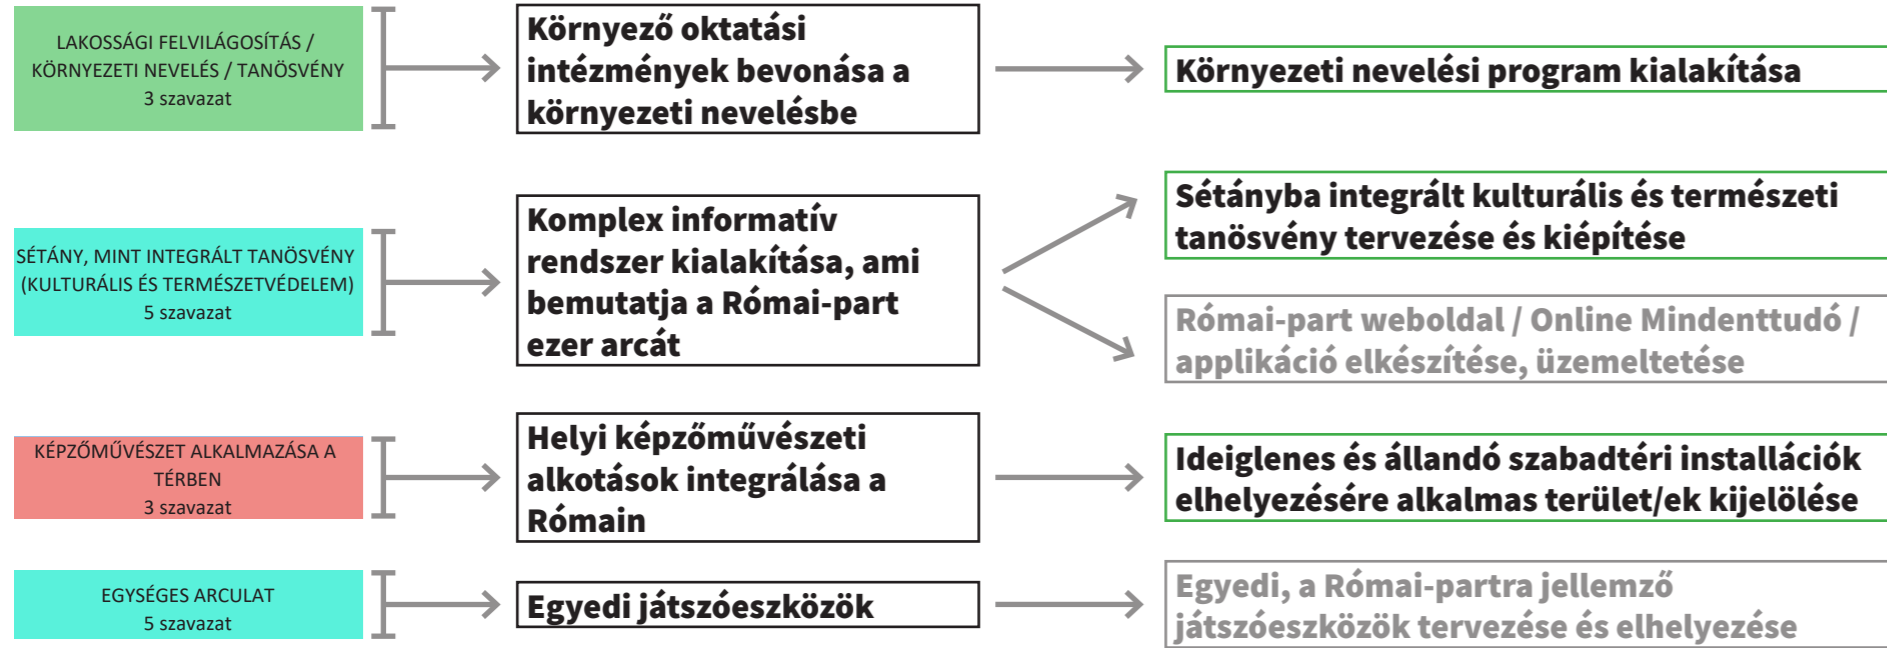 LAKOSSÁGI FELVILÁGOSÍTÁS /
KÖRNYEZETI NEVELÉS / TANÖSVÉNY
3 szavazat
Környező oktatási
intézmények bevonása a
környezeti nevelésbe
Környezeti nevelési program kialakítása
SÉTÁNY, MINT INTEGRÁLT TANÖSVÉNY
(KULTURÁLIS ÉS TERMÉSZETVÉDELEM)
5 szavazat
Komplex informatív
rendszer kialakítása, ami
bemutatja a Római-part
ezer arcát
Sétányba integrált kulturális és természeti
tanösvény tervezése és kiépítése
Római-part weboldal / Online Mindenttudó /
applikáció elkészítése, üzemeltetése
KÉPZŐMŰVÉSZET ALKALMAZÁSA A
TÉRBEN
3 szavazat
Helyi képzőművészeti
alkotások integrálása a
Római­n
Ideiglenes és állandó szabadtéri installációk
elhelyezésére alkalmas terület/ek kijelölése
EGYSÉGES ARCULAT
5 szavazat
Egyedi játszóeszközök
Egyedi, a Római-partra jellemző
játszóeszközök tervezése és elhelyezése